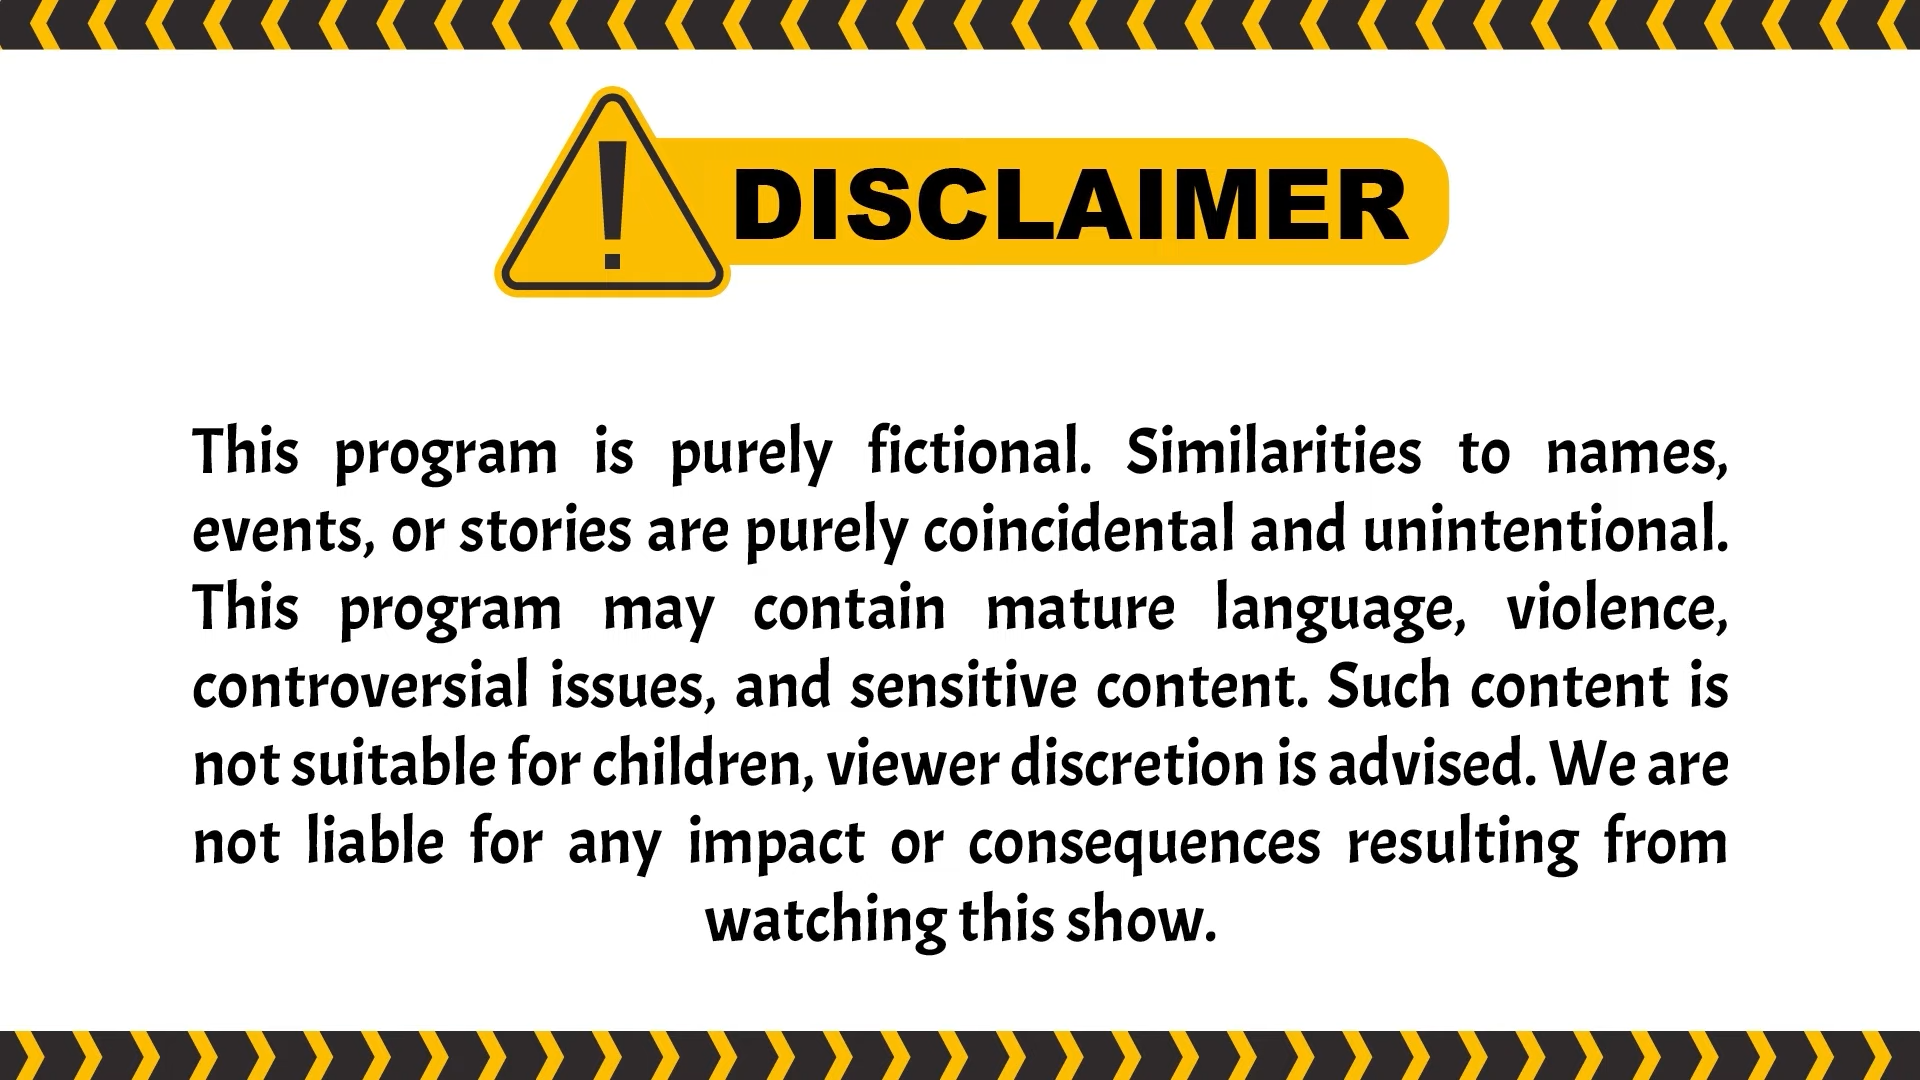 DISCLAIMER
This program is purely fictional. Similarities to names,
events, or stories are purely coincidental and unintentional.
This program may contain mature language, violence,
controversial issues, and sensitive content. Such content is
not suitable for children, viewer discretion is advised. We are
not liable for any impact or consequences resulting from
watching this show.